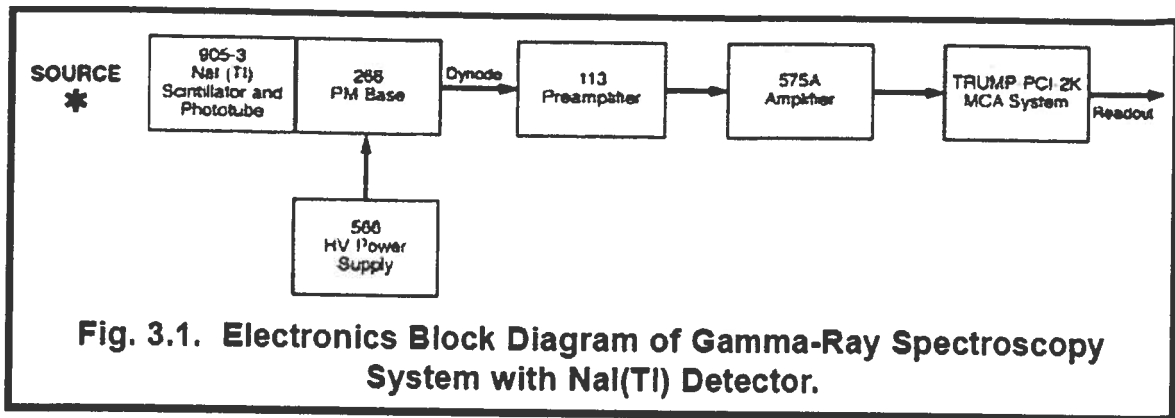 SOURCE
*
905-3
NaI (Tl)
Scintillator and
Phototube
266
PM Base
Dynode
113
Preamplifier
575A
Amplifier
TRUMP-PCI-2K
MCA System
Readout
566
HV Power
Supply
Fig. 3.1. Electronics Block Diagram of Gamma-Ray Spectroscopy
System with NaI(Tl) Detector.